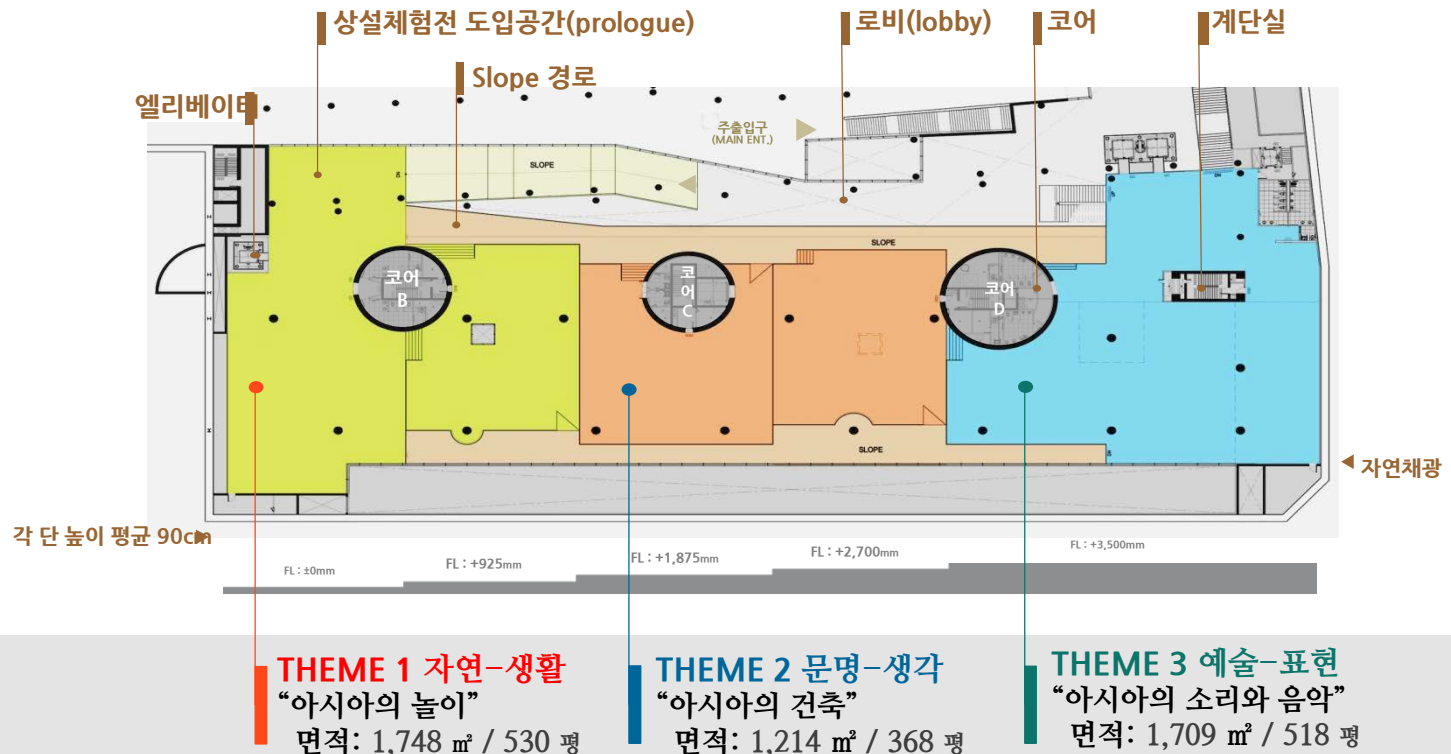 상설체험전 도입공간(prologue)
로비(lobby)
코어
계단실
Slope 경로
엘리베이터
주출입구
(MAIN ENT.)
SLOPE
DN
DN
SLOPE
코어
B
코
어
C
코어
D
SLOPE
DN
자연채광
각 단 높이 평균 90cm
FL : ±0mm
FL : +925mm
FL : +1,875mm
FL : +2,700mm
FL : +3,500mm
THEME 1 자연-생활
“아시아의 놀이”
면적: 1,748 ㎡ / 530 평
THEME 2 문명-생각
“아시아의 건축”
면적: 1,214 ㎡ / 368 평
THEME 3 예술-표현
“아시아의 소리와 음악”
면적: 1,709 ㎡ / 518 평